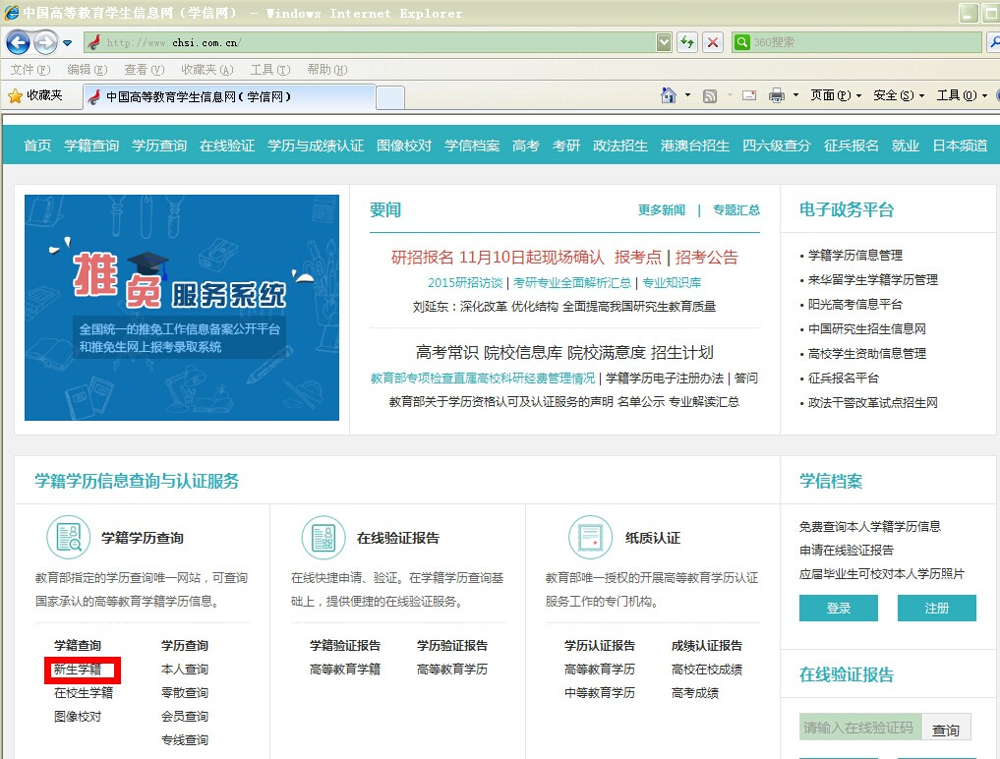 中国高等教育学生信息网(学信网) - Windows Internet Explorer
http://www.chsi.com.cn/
360搜索
文件(F) 编辑(E) 查看(V) 收藏夹(A) 工具(T) 帮助(H)
收藏夹 中国高等教育学生信息网(学信网) 页面(P) 安全(S) 工具(O)
首页 学籍查询 学历查询 在线验证 学历与成绩认证 图像校对 学信档案 高考 考研 政法招生 港澳台招生 四六级查分 征兵报名 就业 日本频道
推免服务系统
全国统一的推免工作信息备案公开平台
和推免生网上报考录取系统
要闻 更多新闻 | 专题汇总
研招报名 11月10日起现场确认 报考点 | 招考公告
2015研招访谈 | 考研专业全面解析汇总 | 专业知识库
刘延东：深化改革 优化结构 全面提高我国研究生教育质量
高考常识 院校信息库 院校满意度 招生计划
教育部专项检查直属高校科研经费管理情况 | 学籍学历电子注册办法 | 答问
教育部关于学历资格认可及认证服务的声明 名单公示 专业解读汇总
电子政务平台
• 学籍学历信息管理
• 来华留学生学籍学历管理
• 阳光高考信息平台
• 中国研究生招生信息网
• 高校学生资助信息管理
• 征兵报名平台
• 政法干警改革试点招生网
学籍学历信息查询与认证服务
学籍学历查询
教育部指定的学历查询唯一网站，可查询
国家承认的高等教育学籍学历信息。
学籍查询 学历查询
新生学籍 本人查询
在校生学籍 零散查询
图像校对 会员查询
专线查询
在线验证报告
在线快捷申请、验证。在学籍学历查询基
础上，提供便捷的在线验证服务。
学籍验证报告 学历验证报告
高等教育学籍 高等教育学历
纸质认证
教育部唯一授权的开展高等教育学历认证
服务工作的专门机构。
学历认证报告 成绩认证报告
高等教育学历 高校在校成绩
中等教育学历 高考成绩
学信档案
免费查询本人学籍学历信息
申请在线验证报告
应届毕业生可校对本人学历照片
登录 注册
在线验证报告
请输入在线验证码 查询